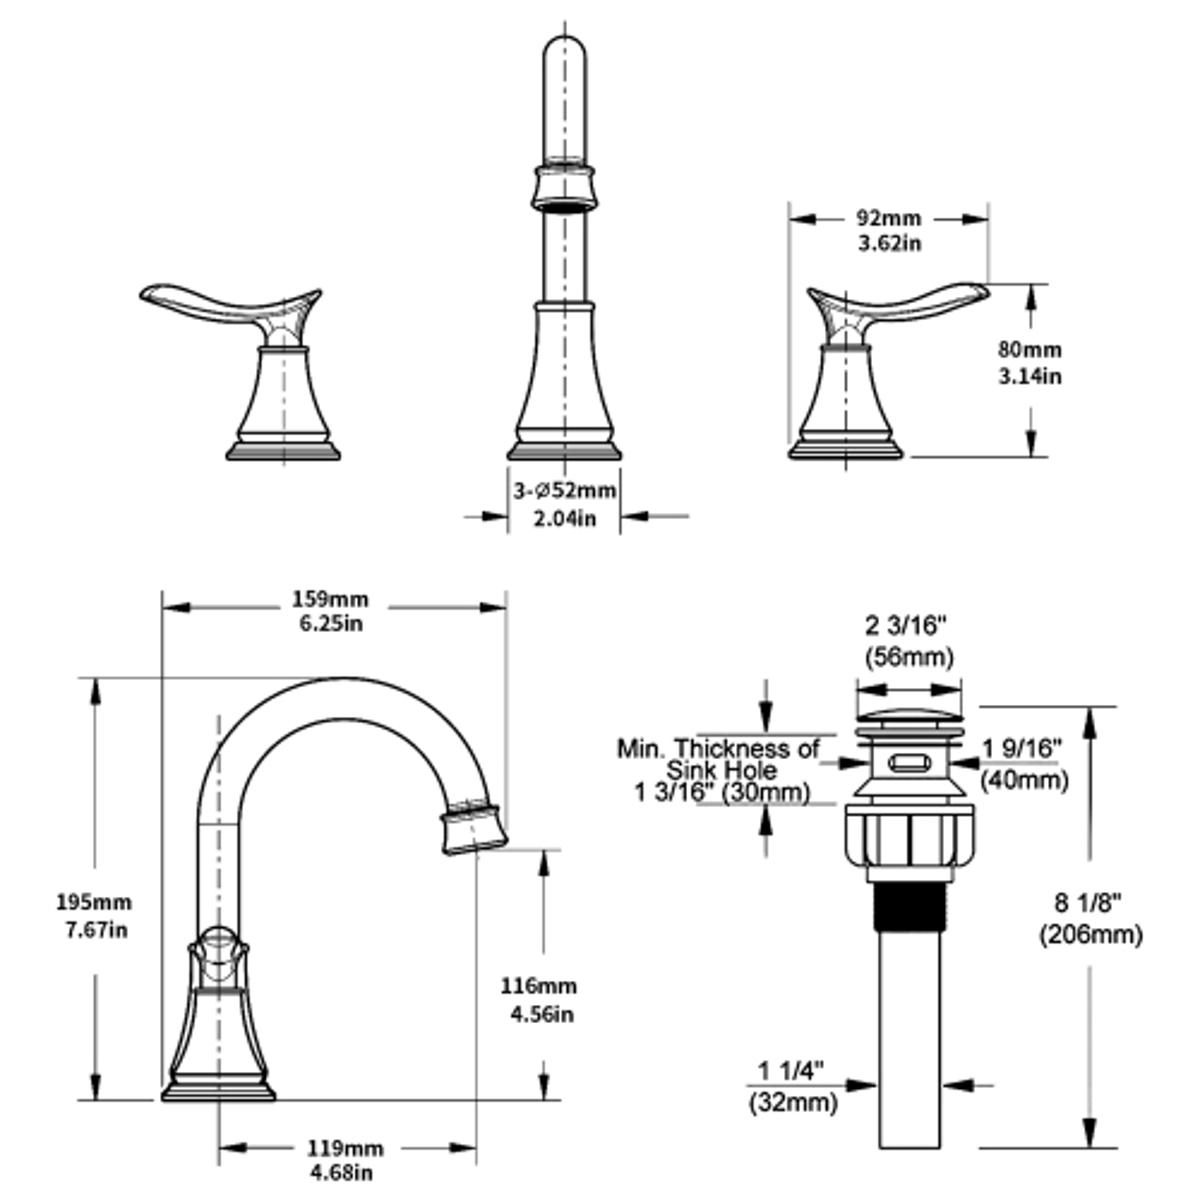 92mm
3.62in
80mm
3.14in
3-Ø52mm
2.04in
159mm
6.25in
195mm
7.67in
116mm
4.56in
119mm
4.68in
2 3/16"
(56mm)
Min. Thickness of
Sink Hole
1 3/16" (30mm)
1 9/16"
(40mm)
8 1/8"
(206mm)
1 1/4"
(32mm)